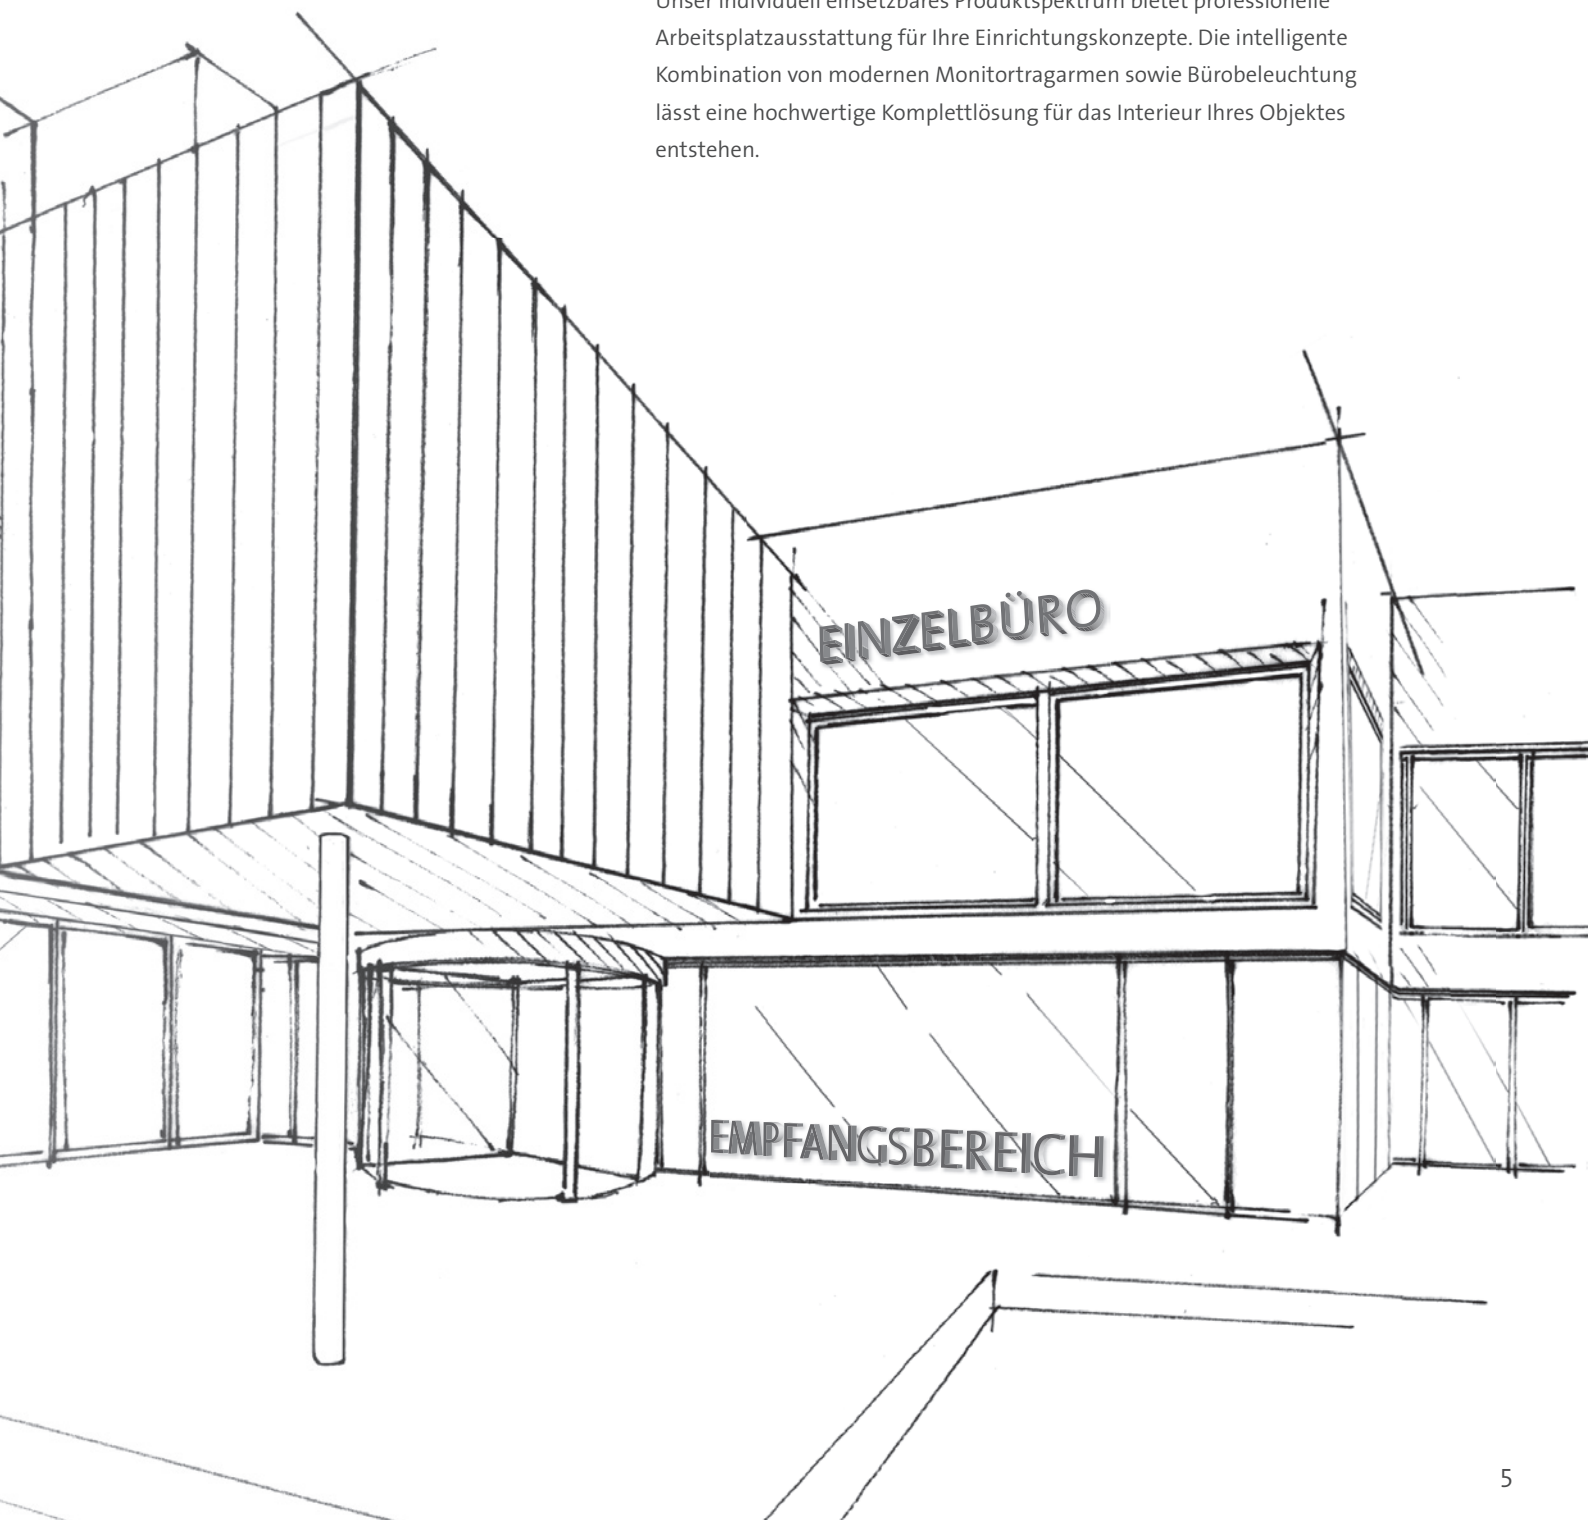 Unser individuell einsetzbares Produktspektrum bietet professionelle
Arbeitsplatzausstattung für Ihre Einrichtungskonzepte. Die intelligente
Kombination von modernen Monitortragarmen sowie Bürobeleuchtung
lässt eine hochwertige Komplettlösung für das Interieur Ihres Objektes
entstehen.
EINZELBÜRO
EMPFANGSBEREICH
5